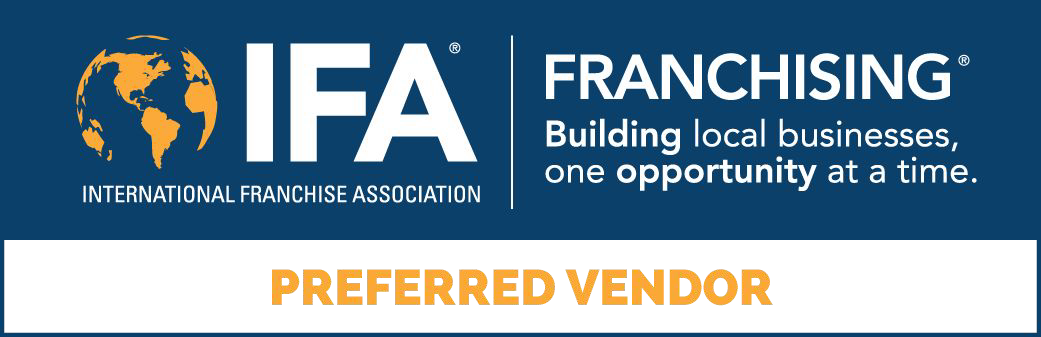 IFA®
INTERNATIONAL FRANCHISE ASSOCIATION
FRANCHISING®
Building local businesses,
one opportunity at a time.
PREFERRED VENDOR